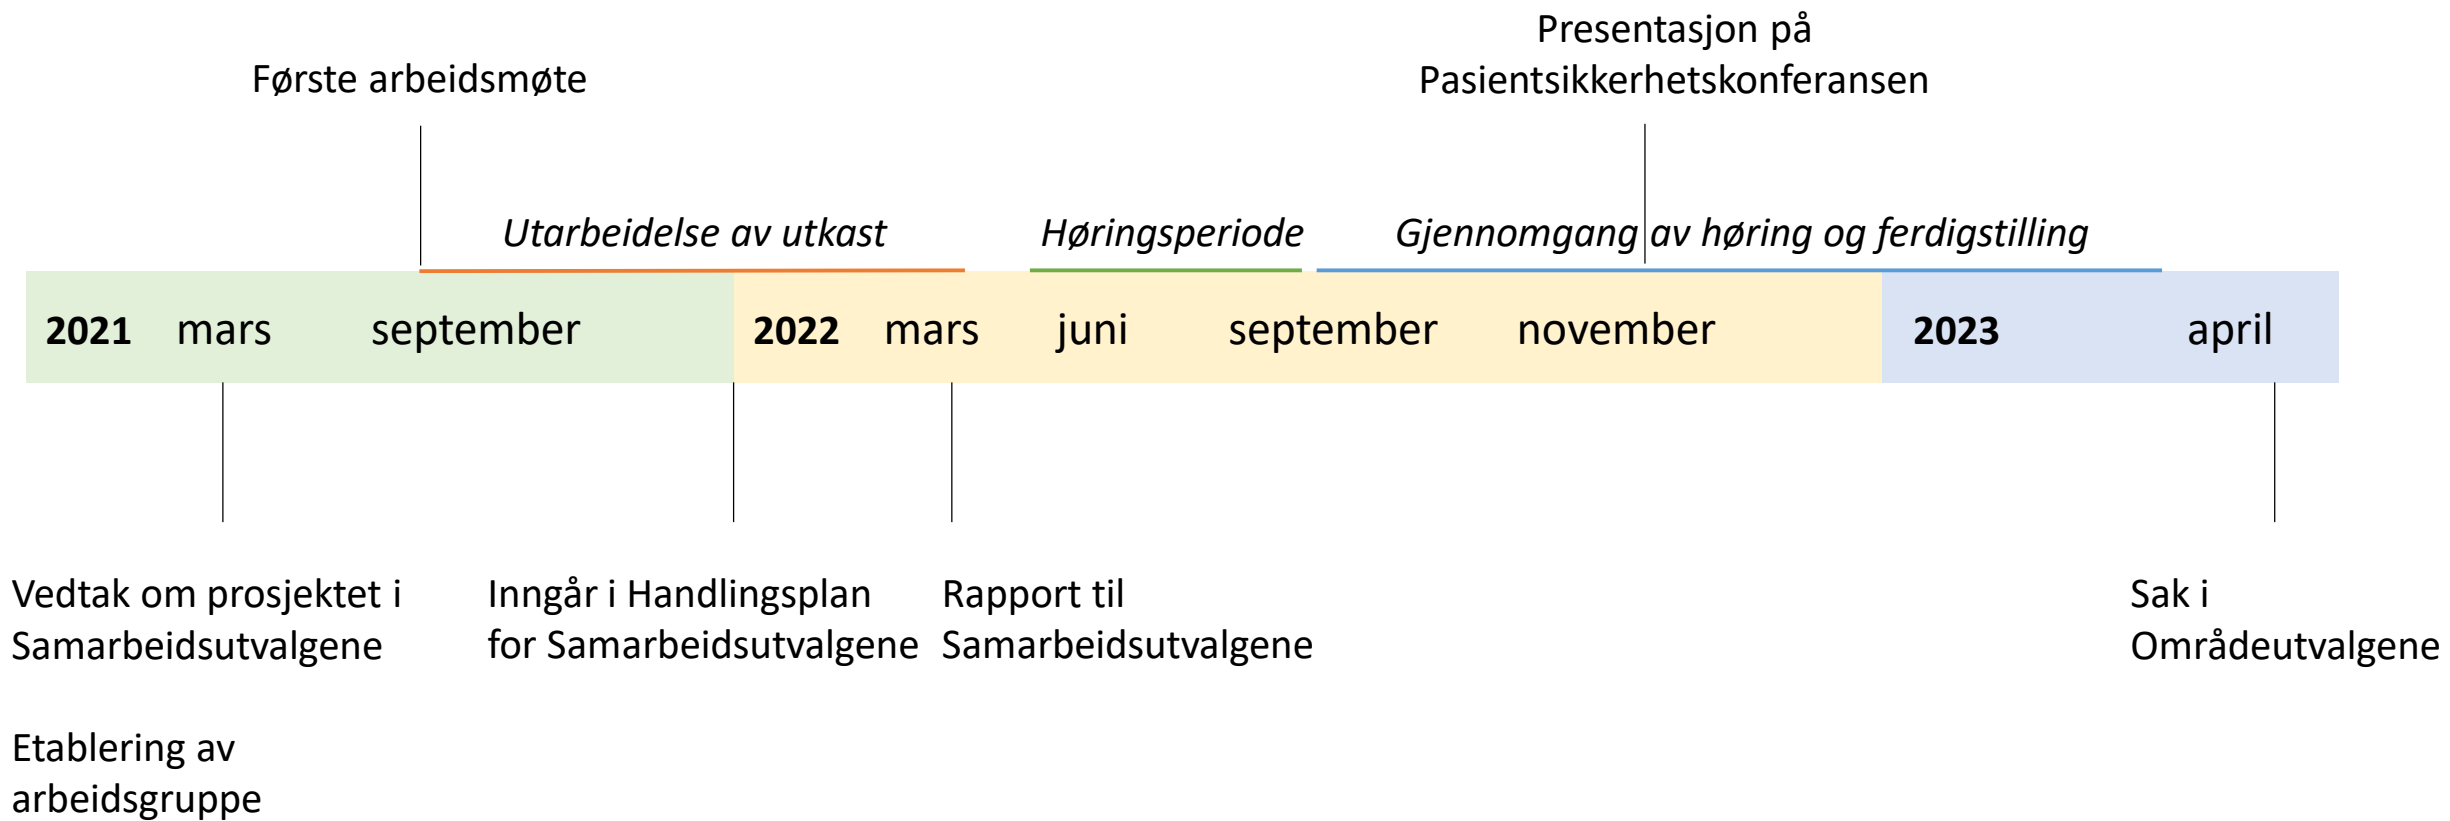 Presentasjon på
Pasientsikkerhetskonferansen
Første arbeidsmøte
Utarbeidelse av utkast
Høringsperiode
Gjennomgang av høring og ferdigstilling
2021 mars september 2022 mars juni september november 2023 april
Vedtak om prosjektet i
Samarbeidsutvalgene
Etablering av
arbeidsgruppe
Inngår i Handlingsplan
for Samarbeidsutvalgene
Rapport til
Samarbeidsutvalgene
Sak i
Områdeutvalgene